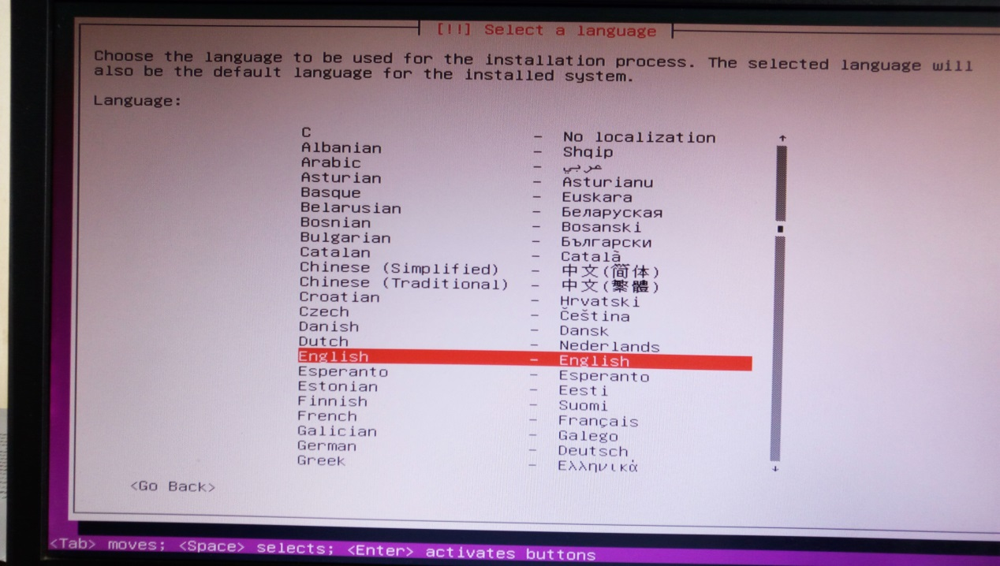 [!!] Select a language
Choose the language to be used for the installation process. The selected language will
also be the default language for the installed system.
Language:
C - No localization
Albanian - Shqip
Arabic - عربي
Asturian - Asturianu
Basque - Euskara
Belarusian - Беларуская
Bosnian - Bosanski
Bulgarian - Български
Catalan - Català
Chinese (Simplified) - 中文(简体)
Chinese (Traditional) - 中文(繁體)
Croatian - Hrvatski
Czech - Čeština
Danish - Dansk
Dutch - Nederlands
English - English
Esperanto - Esperanto
Estonian - Eesti
Finnish - Suomi
French - Français
Galician - Galego
German - Deutsch
Greek - Ελληνικά
<Go Back>
<Tab> moves; <Space> selects; <Enter> activates buttons